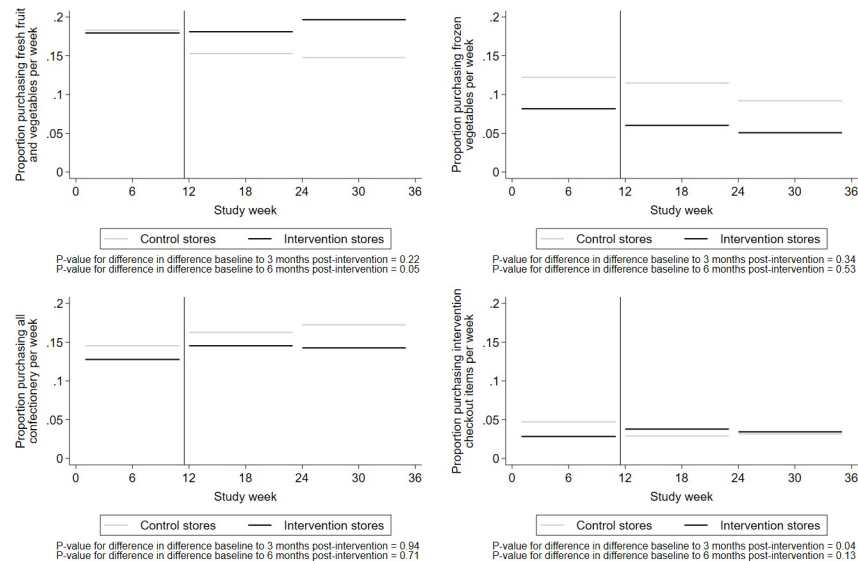 Proportion purchasing fresh fruit
and vegetables per week
.2
.15
.1
.05
0
0 6 12 18 24 30 36
Study week
Control stores Intervention stores
P-value for difference in difference baseline to 3 months post-intervention = 0.22
P-value for difference in difference baseline to 6 months post-intervention = 0.05
Proportion purchasing frozen
vegetables per week
.2
.15
.1
.05
0
0 6 12 18 24 30 36
Study week
Control stores Intervention stores
P-value for difference in difference baseline to 3 months post-intervention = 0.34
P-value for difference in difference baseline to 6 months post-intervention = 0.53
Proportion purchasing all
confectionery per week
.2
.15
.1
.05
0
0 6 12 18 24 30 36
Study week
Control stores Intervention stores
P-value for difference in difference baseline to 3 months post-intervention = 0.94
P-value for difference in difference baseline to 6 months post-intervention = 0.71
Proportion purchasing intervention
checkout items per week
.2
.15
.1
.05
0
0 6 12 18 24 30 36
Study week
Control stores Intervention stores
P-value for difference in difference baseline to 3 months post-intervention = 0.04
P-value for difference in difference baseline to 6 months post-intervention = 0.13